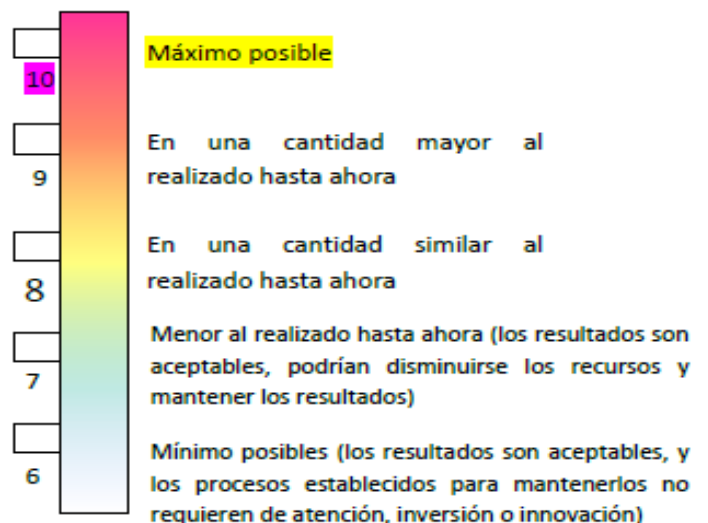 10
Máximo posible
9
En una cantidad mayor al
realizado hasta ahora
8
En una cantidad similar al
realizado hasta ahora
7
Menor al realizado hasta ahora (los resultados son
aceptables, podrían disminuirse los recursos y
mantener los resultados)
6
Mínimo posibles (los resultados son aceptables, y
los procesos establecidos para mantenerlos no
requieren de atención, inversión o innovación)